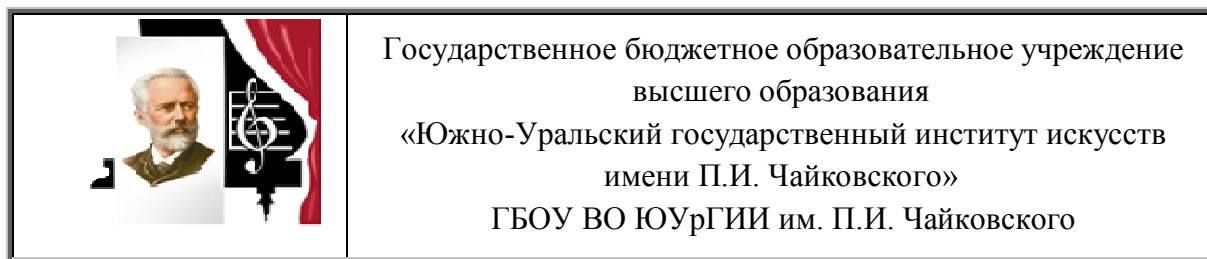 Государственное бюджетное образовательное учреждение
высшего образования
«Южно-Уральский государственный институт искусств
имени П.И. Чайковского»
ГБОУ ВО ЮУрГИИ им. П.И. Чайковского